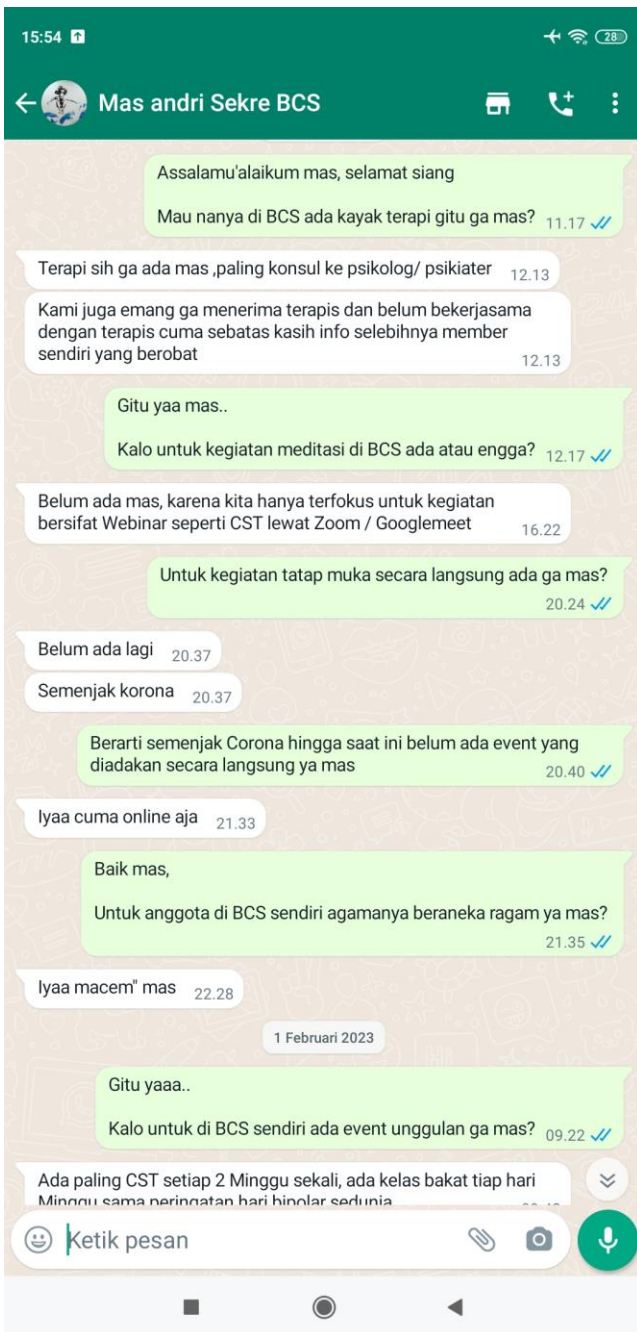 15:54
28
Mas andri Sekre BCS
Assalamu'alaikum mas, selamat siang
Mau nanya di BCS ada kayak terapi gitu ga mas? 11.17
Terapi sih ga ada mas ,paling konsul ke psikolog/ psikiater 12.13
Kami juga emang ga menerima terapis dan belum bekerjasama
dengan terapis cuma sebatas kasih info selebihnya member
sendiri yang berobat 12.13
Gitu yaa mas..
Kalo untuk kegiatan meditasi di BCS ada atau engga? 12.17
Belum ada mas, karena kita hanya terfokus untuk kegiatan
bersifat Webinar seperti CST lewat Zoom / Googlemeet 16.22
Untuk kegiatan tatap muka secara langsung ada ga mas?
20.24
Belum ada lagi 20.37
Semenjak korona 20.37
Berarti semenjak Corona hingga saat ini belum ada event yang
diadakan secara langsung ya mas 20.40
Iyaa cuma online aja 21.33
Baik mas,
Untuk anggota di BCS sendiri agamanya beraneka ragam ya mas?
21.35
Iyaa macem" mas 22.28
1 Februari 2023
Gitu yaaa..
Kalo untuk di BCS sendiri ada event unggulan ga mas? 09.22
Ada paling CST setiap 2 Minggu sekali, ada kelas bakat tiap hari
Minggu sama peringatan hari bipolar sedunia
Ketik pesan